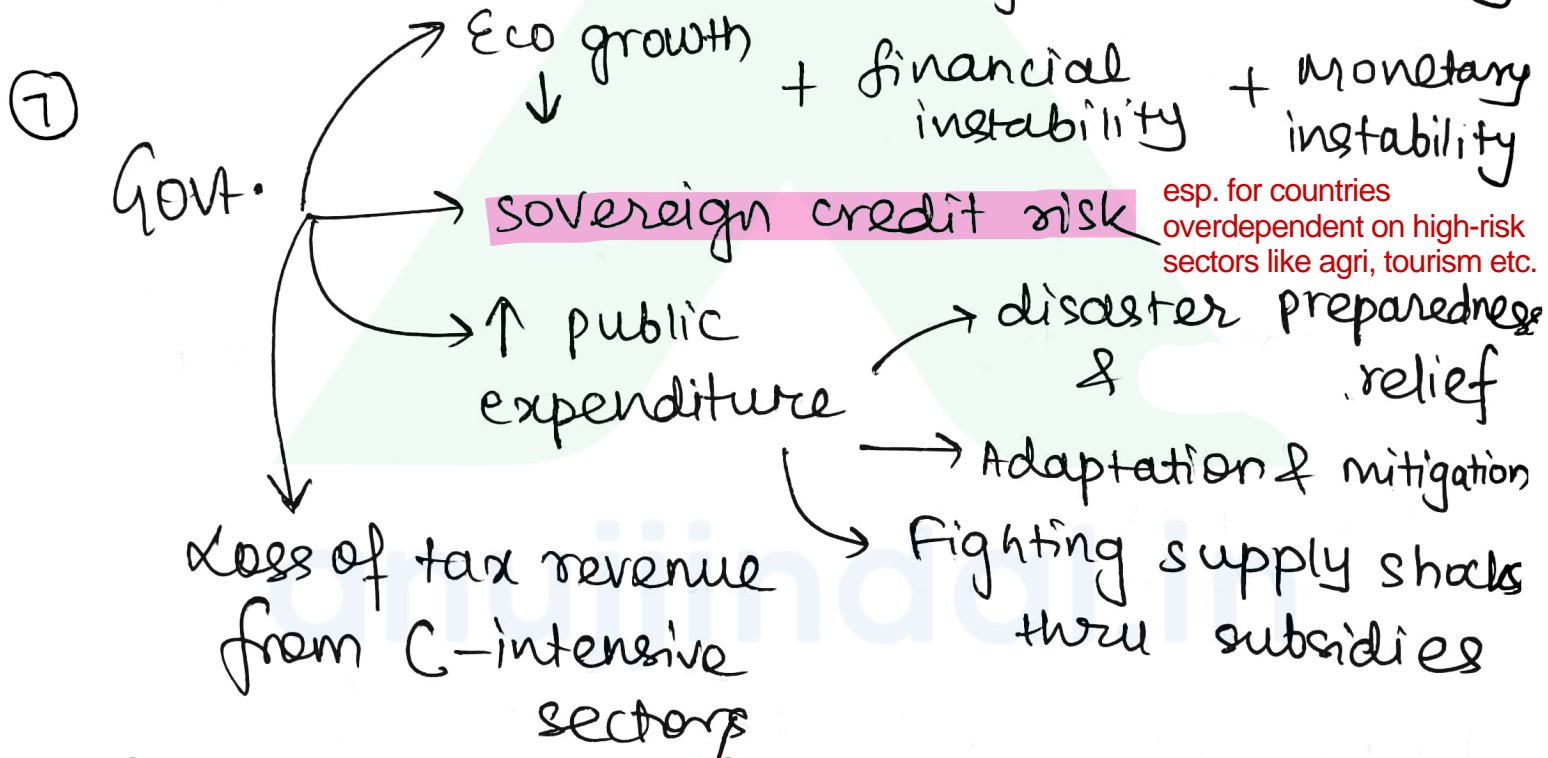 ⑦
Eco growth ↓ + financial instability + Monetary instability
Govt.
sovereign credit risk
esp. for countries
overdependent on high-risk
sectors like agri, tourism etc.
↑ public
expenditure
disaster preparedness
& relief
Adaptation & mitigation
Fighting supply shocks
thru subsidies
Loss of tax revenue
from C-intensive
sectors
anujjindal.in